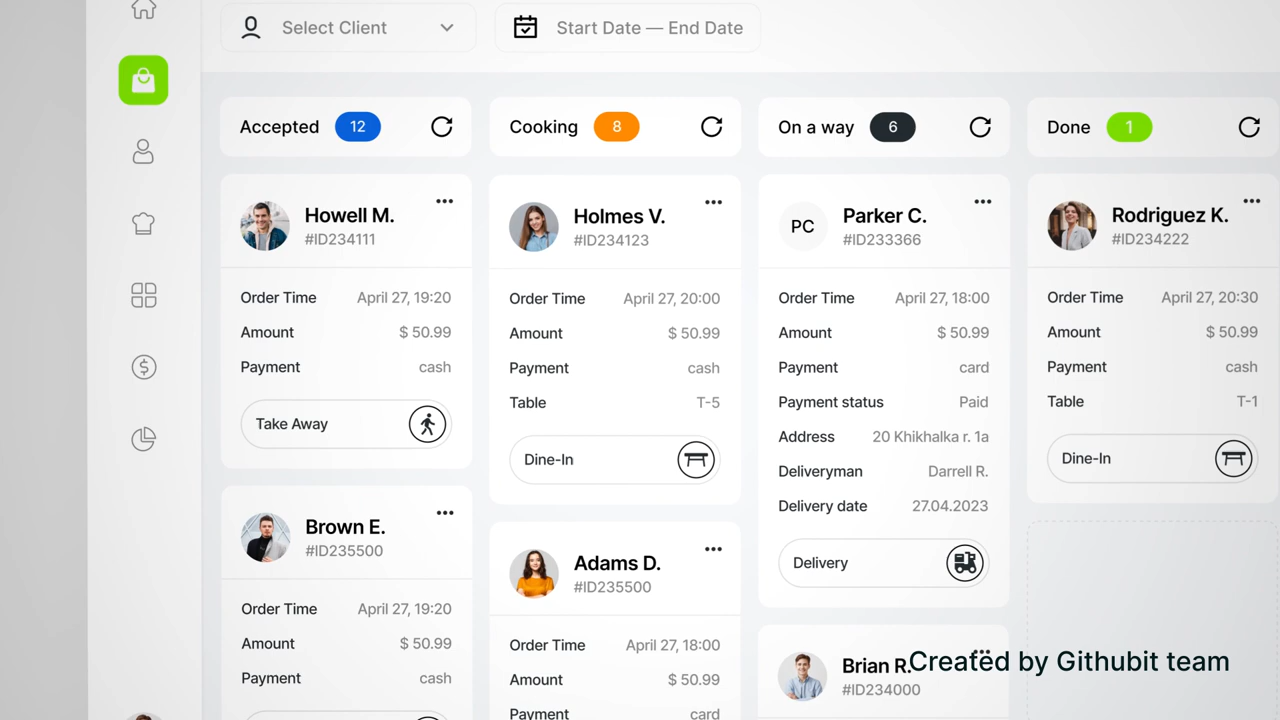 Select Client
Start Date — End Date
Accepted 12
Cooking 8
On a way 6
Done 1
Howell M.
#ID234111
Order Time April 27, 19:20
Amount $ 50.99
Payment cash
Take Away
Brown E.
#ID235500
Order Time April 27, 19:20
Amount $ 50.99
Payment cash
Holmes V.
#ID234123
Order Time April 27, 20:00
Amount $ 50.99
Payment cash
Table T-5
Dine-In
Adams D.
#ID235500
Order Time April 27, 18:00
Amount $ 50.99
Payment card
PC
Parker C.
#ID233366
Order Time April 27, 18:00
Amount $ 50.99
Payment card
Payment status Paid
Address 20 Khikhalka r. 1a
Deliveryman Darrell R.
Delivery date 27.04.2023
Delivery
Brian R.
#ID234000
Rodriguez K.
#ID234222
Order Time April 27, 20:30
Amount $ 50.99
Payment cash
Table T-1
Dine-In
Created by Githubit team